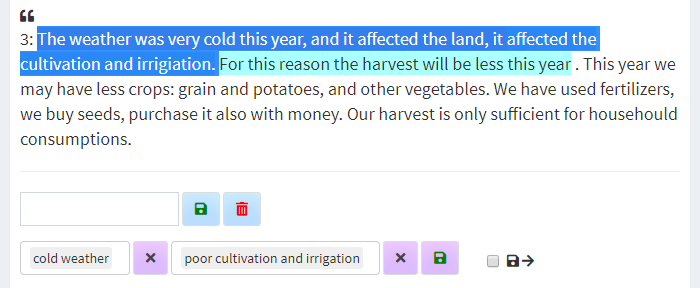 ❝
3: The weather was very cold this year, and it affected the land, it affected the
cultivation and irrigiation. For this reason the harvest will be less this year . This year we
may have less crops: grain and potatoes, and other vegetables. We have used fertilizers,
we buy seeds, purchase it also with money. Our harvest is only sufficient for househould
consumptions.
cold weather × poor cultivation and irrigation ×